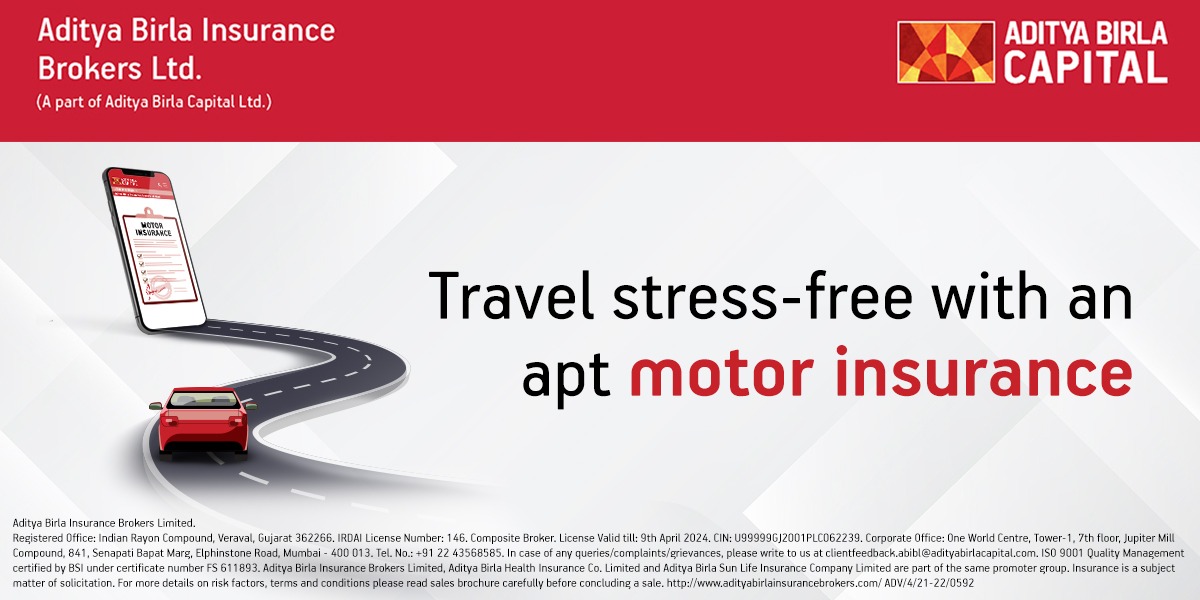 Aditya Birla Insurance
Brokers Ltd.
(A part of Aditya Birla Capital Ltd.)
ADITYA BIRLA
CAPITAL
MOTOR
INSURANCE
Travel stress-free with an
apt motor insurance
Aditya Birla Insurance Brokers Limited.
Registered Office: Indian Rayon Compound, Veraval, Gujarat 362266. IRDAI License Number: 146. Composite Broker. License Valid till: 9th April 2024. CIN: U99999GJ2001PLC062239. Corporate Office: One World Centre, Tower-1, 7th floor, Jupiter Mill
Compound, 841, Senapati Bapat Marg, Elphinstone Road, Mumbai - 400 013. Tel. No.: +91 22 43568585. In case of any queries/complaints/grievances, please write to us at clientfeedback.abibl@adityabirlacapital.com. ISO 9001 Quality Management
certified by BSI under certificate number FS 611893. Aditya Birla Insurance Brokers Limited, Aditya Birla Health Insurance Co. Limited and Aditya Birla Sun Life Insurance Company Limited are part of the same promoter group. Insurance is a subject
matter of solicitation. For more details on risk factors, terms and conditions please read sales brochure carefully before concluding a sale. http://www.adityabirlainsurancebrokers.com/ ADV/4/21-22/0592